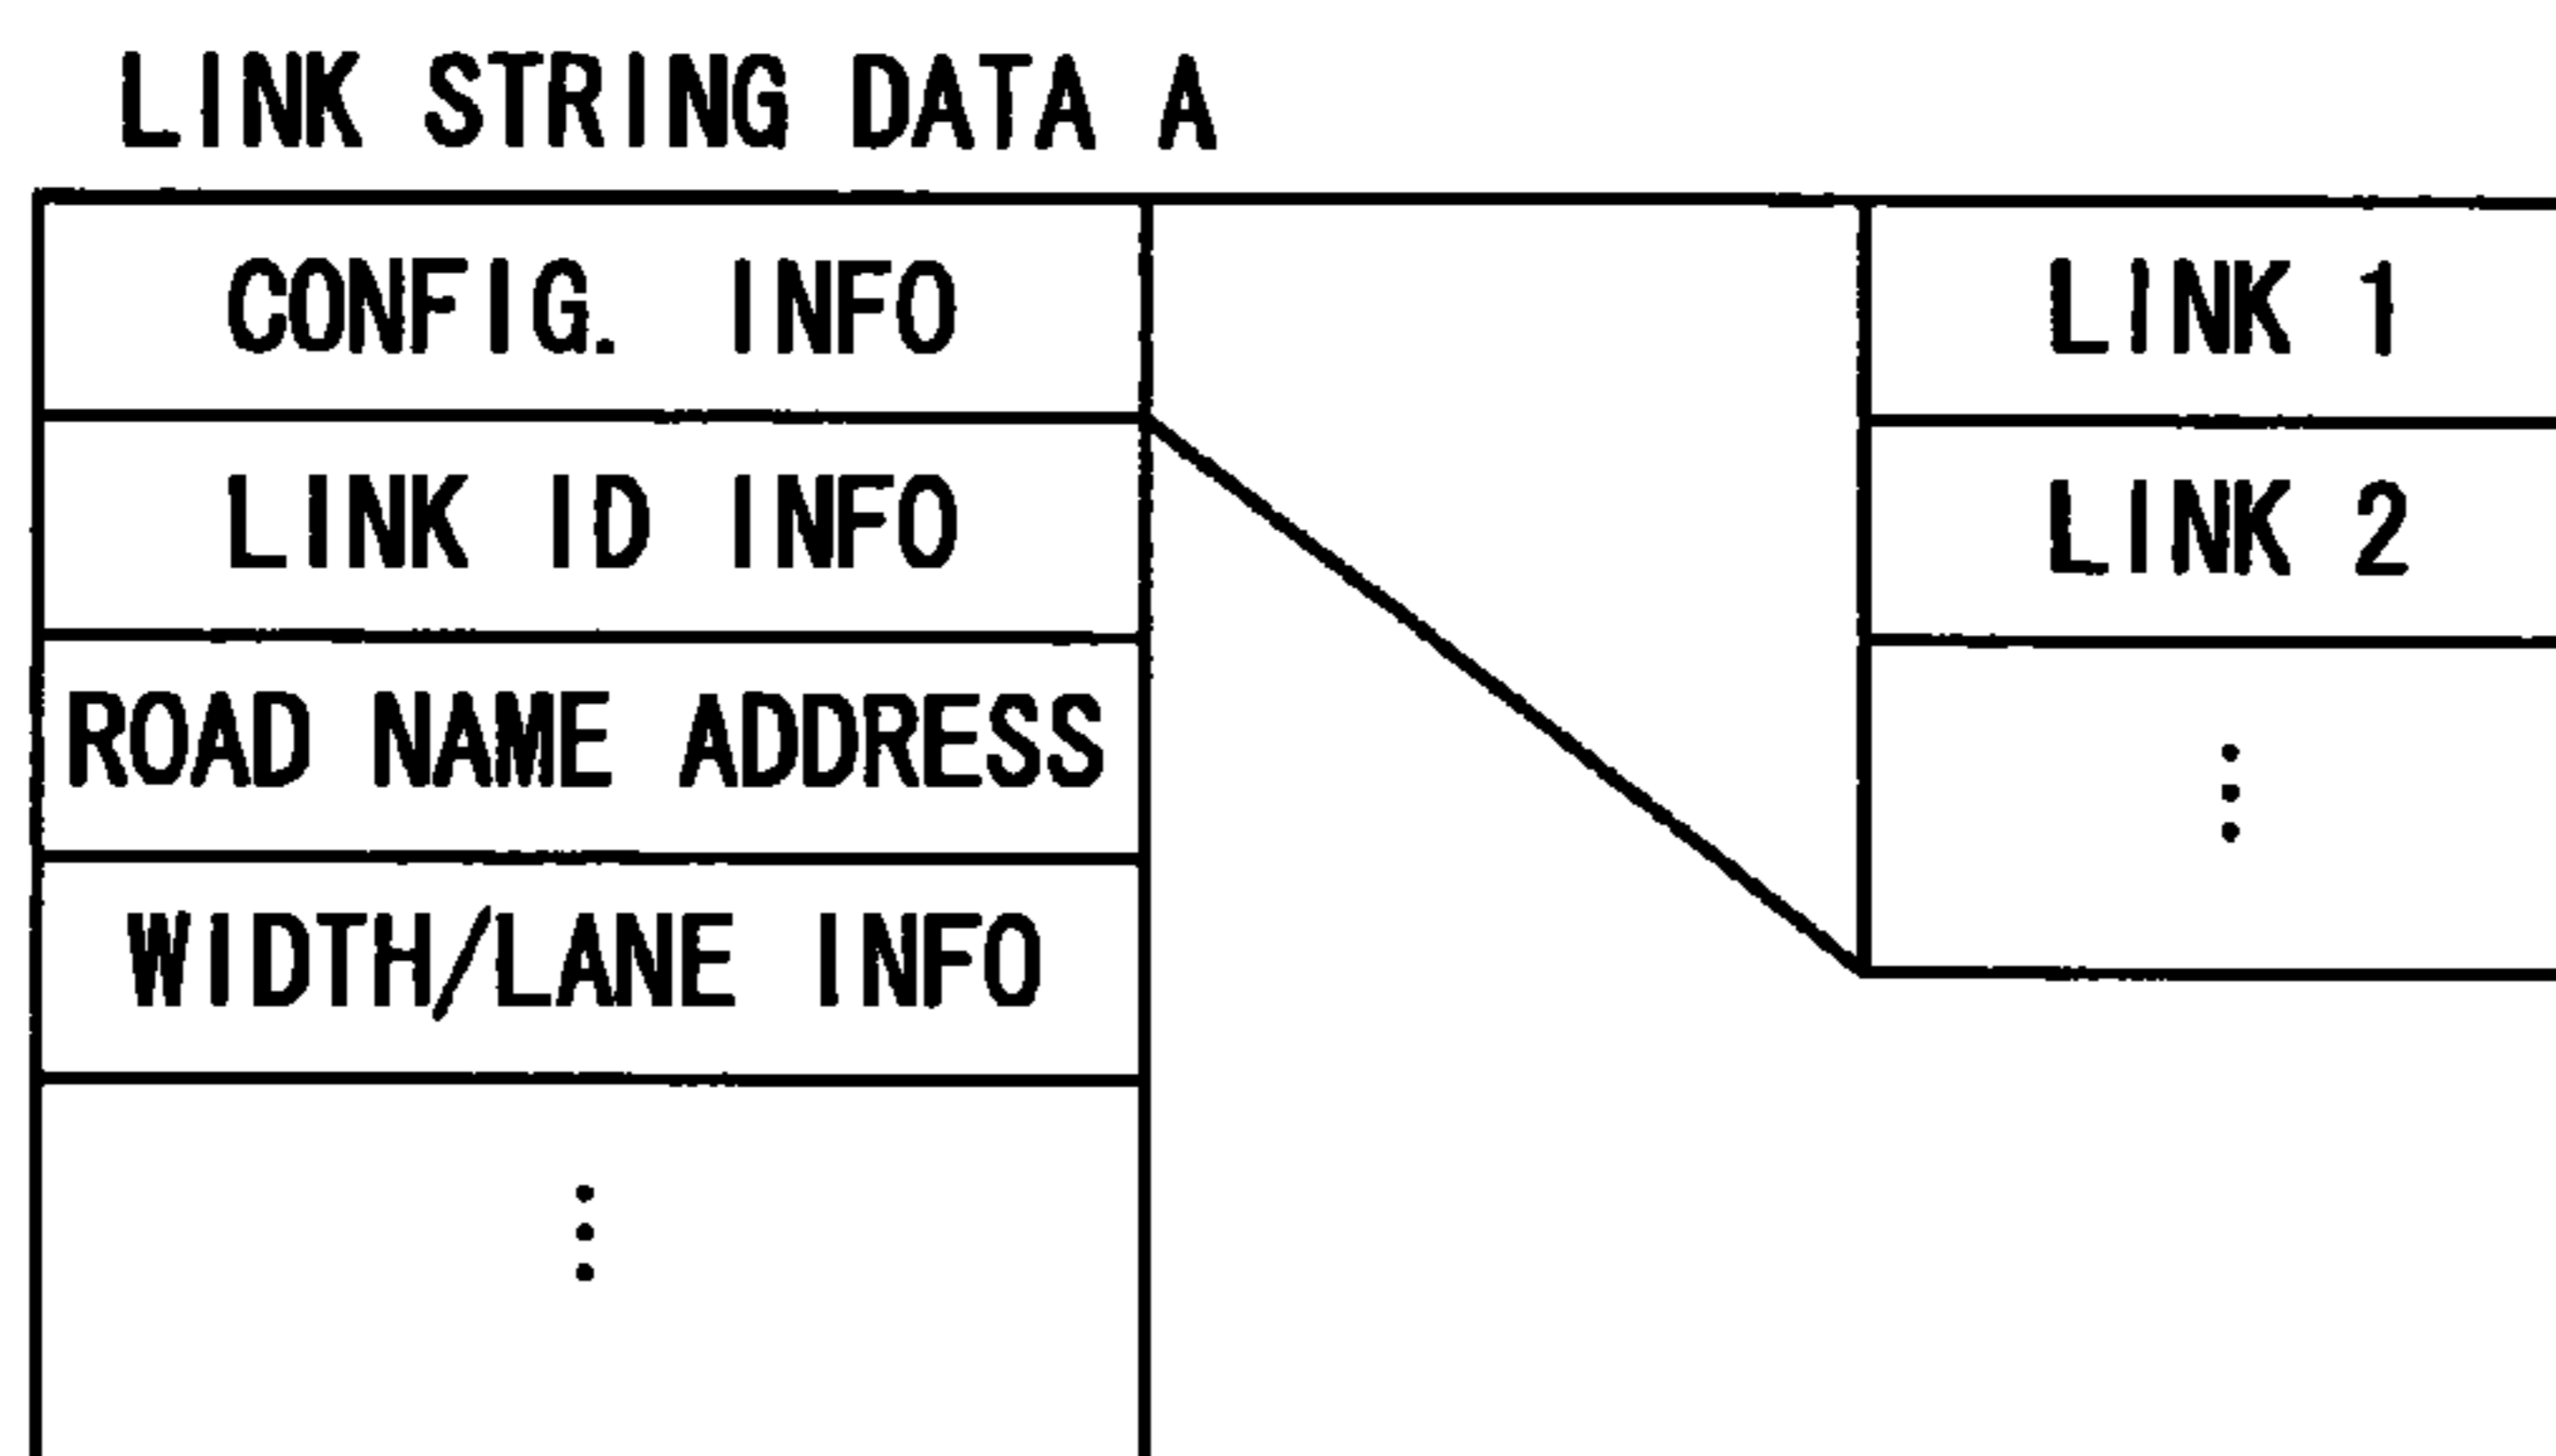 LINK STRING DATA A
CONFIG. INFO
LINK ID INFO
ROAD NAME ADDRESS
WIDTH/LANE INFO
LINK 1
LINK 2